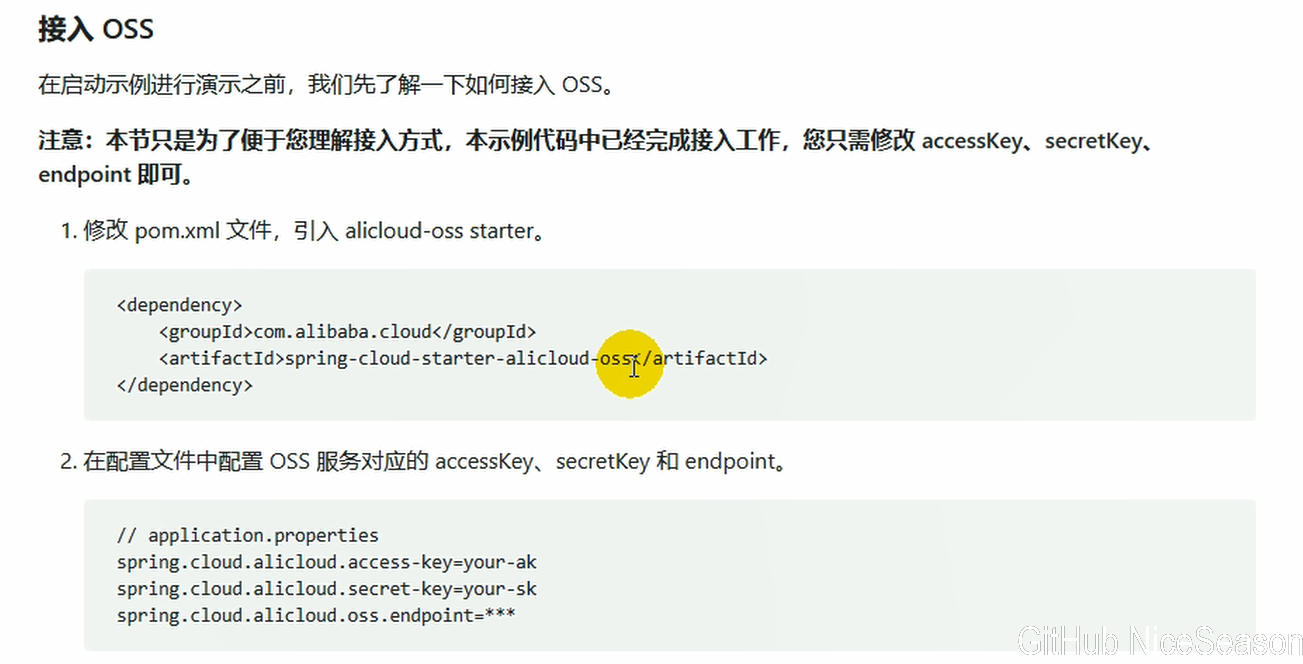 接入 OSS
在启动示例进行演示之前，我们先了解一下如何接入 OSS。
注意：本节只是为了便于您理解接入方式，本示例代码中已经完成接入工作，您只需修改 accessKey、secretKey、
endpoint 即可。
1. 修改 pom.xml 文件，引入 alicloud-oss starter。
<dependency>
    <groupId>com.alibaba.cloud</groupId>
    <artifactId>spring-cloud-starter-alicloud-oss</artifactId>
</dependency>
2. 在配置文件中配置 OSS 服务对应的 accessKey、secretKey 和 endpoint。
// application.properties
spring.cloud.alicloud.access-key=your-ak
spring.cloud.alicloud.secret-key=your-sk
spring.cloud.alicloud.oss.endpoint=***
GitHub NiceSeason